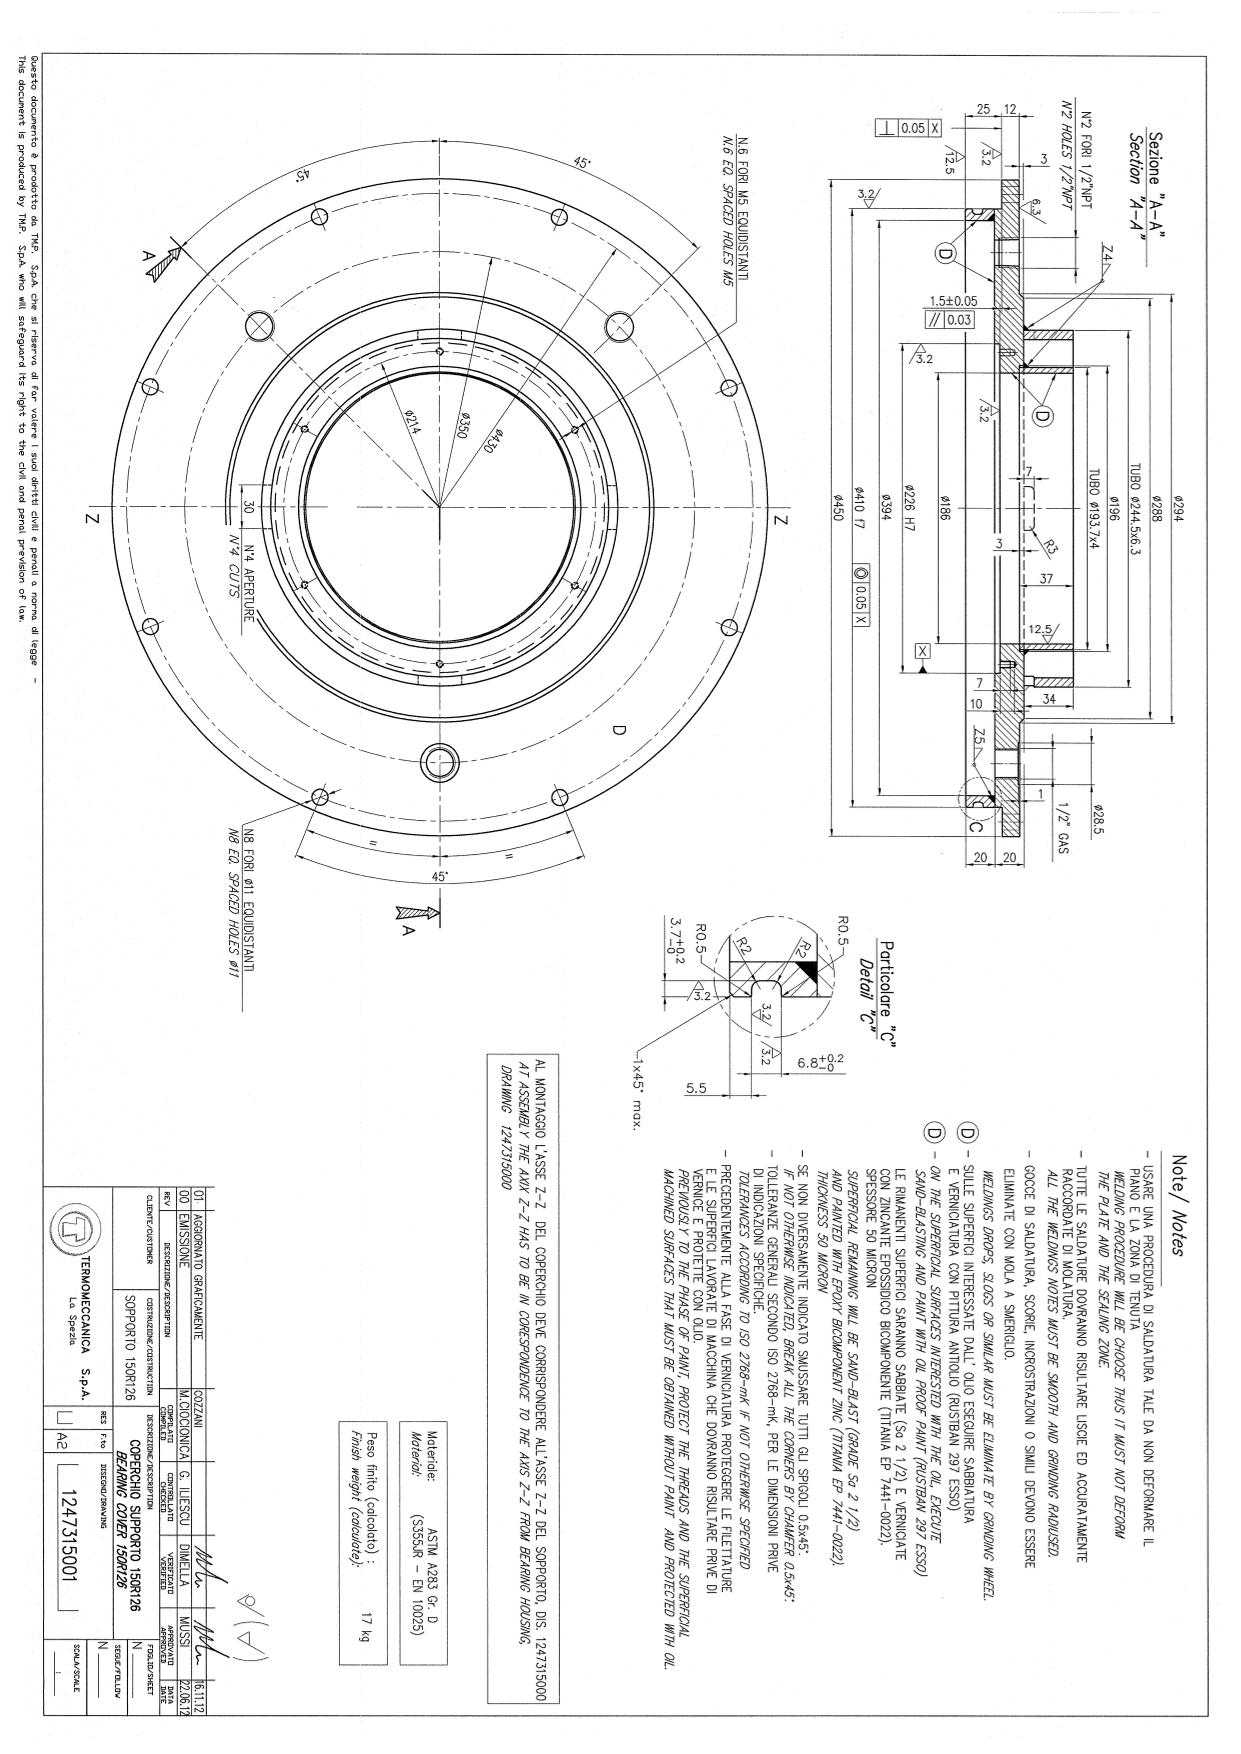 Sezione "A-A"
Section "A-A"
N°2 FORI 1/2"NPT
N°2 HOLES 1/2"NPT
25
12
3
⊥ 0.05 X
12.5
3.2
6.3
3.2
D
Z4
1.5±0.05
// 0.03
3.2
3.2
D
7
R3
3
37
12.5
X
7
10
34
Z5
1
C
20
20
1/2" GAS
ø28.5
ø294
ø288
TUBO ø244.5x6.3
ø196
TUBO ø193.7x4
ø186
ø226 H7
ø394
ø410 f7
◎ 0.05 X
ø450
N.6 FORI M5 EQUIDISTANTI
N.6 EQ. SPACED HOLES M5
45°
45°
A
ø214
ø350
ø430
Z
Z
30
N°4 APERTURE
N°4 CUTS
D
=
=
45°
A
N8 FORI ø11 EQUIDISTANTI
N8 EQ. SPACED HOLES ø11
Particolare "C"
Detail "C"
R0.5
R2
R2
R0.5
3.7+0.2 -0
3.2
3.2
3.2
6.8+0.2 -0
5.5
1x45° max.
Note/ Notes
- USARE UNA PROCEDURA DI SALDATURA TALE DA NON DEFORMARE IL
PIANO E LA ZONA DI TENUTA
WELDING PROCEDURE WILL BE CHOOSE THUS IT MUST NOT DEFORM
THE PLATE AND THE SEALING ZONE.
- TUTTE LE SALDATURE DOVRANNO RISULTARE LISCIE ED ACCURATAMENTE
RACCORDATE DI MOLATURA.
ALL THE WELDINGS NOTES MUST BE SMOOTH AND GRINDING RADIUSED.
- GOCCE DI SALDATURA, SCORIE, INCROSTRAZIONI O SIMILI DEVONO ESSERE
ELIMINATE CON MOLA A SMERIGLIO.
WELDINGS DROPS, SLOGS OR SIMILAR MUST BE ELIMINATE BY GRINDING WHEEL.
D - SULLE SUPERFICI INTERESSATE DALL' OLIO ESEGUIRE SABBIATURA
E VERNICIATURA CON PITTURA ANTIOLIO (RUSTBAN 297 ESSO)
D - ON THE SUPERFICIAL SURFACES INTERESTED WITH THE OIL, EXECUTE
SAND-BLASTING AND PAINT WITH OIL PROOF PAINT (RUSTBAN 297 ESSO)
LE RIMANENTI SUPERFICI SARANNO SABBIATE (Sa 2 1/2) E VERNICIATE
CON ZINCANTE EPOSSIDICO BICOMPONENTE (TITANIA EP 7441-0022).
SPESSORE 50 MICRON
SUPERFICIAL REMAINING WILL BE SAND-BLAST (GRADE Sa 2 1/2)
AND PAINTED WITH EPOXY BICOMPONENT ZINC (TITANIA EP 7441-0022).
THICKNESS 50 MICRON
- SE NON DIVERSAMENTE INDICATO SMUSSARE TUTTI GLI SPIGOLI 0.5x45°.
IF NOT OTHERWISE INDICATED, BREAK ALL THE CORNERS BY CHAMFER 0.5x45°.
- TOLLERANZE GENERALI SECONDO ISO 2768-mK, PER LE DIMENSIONI PRIVE
DI INDICAZIONI SPECIFICHE.
TOLERANCES ACCORDING TO ISO 2768-mK IF NOT OTHERWISE SPECIFIED
- PRECEDENTEMENTE ALLA FASE DI VERNICIATURA PROTEGGERE LE FILETTATURE
E LE SUPERFICI LAVORATE DI MACCHINA CHE DOVRANNO RISULTARE PRIVE DI
VERNICE E PROTETTE CON OLIO.
PREVIOUSLY TO THE PHASE OF PAINT, PROTECT THE THREADS AND THE SUPERFICIAL
MACHINED SURFACES THAT MUST BE OBTAINED WITHOUT PAINT AND PROTECTED WITH OIL.
AL MONTAGGIO L'ASSE Z-Z DEL COPERCHIO DEVE CORRISPONDERE ALL'ASSE Z-Z DEL SOPPORTO, DIS. 1247315000
AT ASSEMBLY THE AXIX Z-Z HAS TO BE IN CORESPONDENCE TO THE AXIS Z-Z FROM BEARING HOUSING,
DRAWING 1247315000
Materiale: ASTM A283 Gr. D
Material: (S355JR - EN 10025)
Peso finito (calcolato) :
Finish weight (calculate): 17 kg
01 AGGIORNATO GRAFICAMENTE COZZANI 16.11.12
00 EMISSIONE M.CIOCIONICA G. ILIESCU DIMELLA MUSSI 22.06.12
REV DESCRIZIONE/DESCRIPTION COMPILATO COMPILED CONTROLLATO CHECKED VERIFICATO VERIFIED APPROVATO APPROVED DATA DATE
CLIENTE/CUSTOMER COSTRUZIONE/COSTRUCTION DESCRIZIONE/DESCRIPTION FOGLIO/SHEET
SOPPORTO 150R126 COPERCHIO SUPPORTO 150R126
BEARING COVER 150R126
N
SEGUE/FOLLOW
N
TERMOMECCANICA S.p.A.
La Spezia
RES F.to DISEGNO/DRAWING SCALA/SCALE
A2 1247315001 :
Questo documento è prodotto da T.M.P. S.p.A. che si riserva di far valere i suoi diritti civili e penali a norma di legge -
This document is produced by T.M.P. S.p.A. who will safeguard its right to the civil and penal prevision of law.